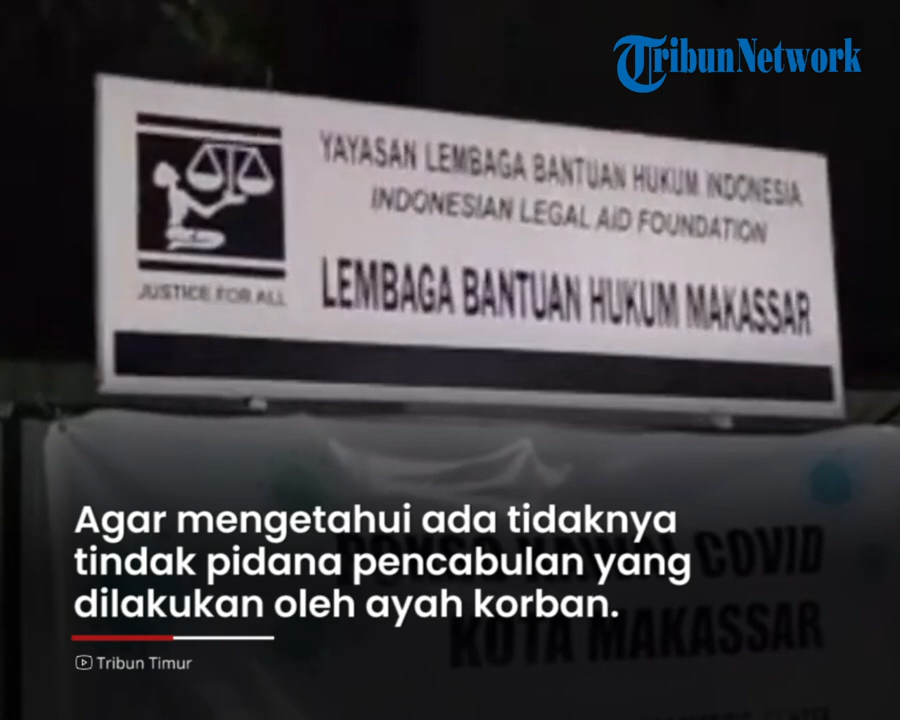 TribunNetwork
YAYASAN LEMBAGA BANTUAN HUKUM INDONESIA
INDONESIAN LEGAL AID FOUNDATION
LEMBAGA BANTUAN HUKUM MAKASSAR
JUSTICE FOR ALL
Agar mengetahui ada tidaknya
tindak pidana pencabulan yang
dilakukan oleh ayah korban.
COVID
KOTA MAKASSAR
Tribun Timur